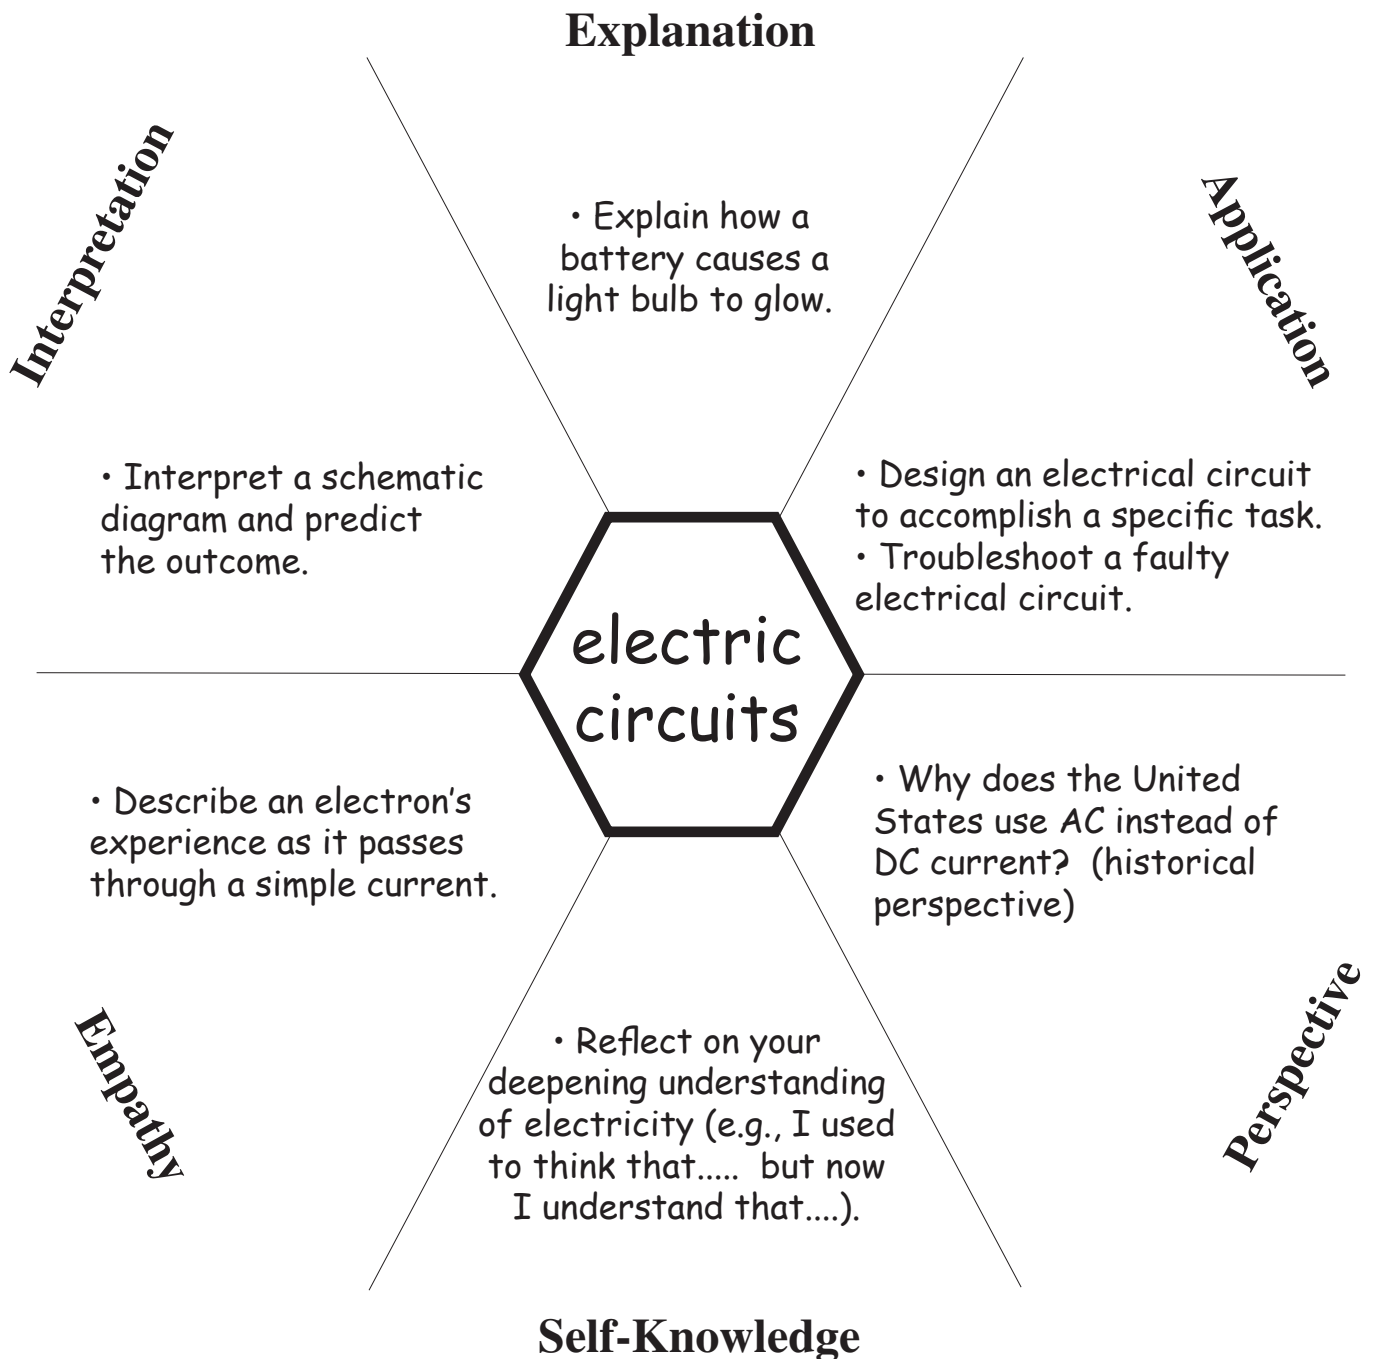 Explanation
• Explain how a
battery causes a
light bulb to glow.
Application
• Design an electrical circuit
to accomplish a specific task.
• Troubleshoot a faulty
electrical circuit.
Perspective
• Why does the United
States use AC instead of
DC current?  (historical
perspective)
Self-Knowledge
• Reflect on your
deepening understanding
of electricity (e.g., I used
to think that.....  but now
I understand that....).
Empathy
• Describe an electron's
experience as it passes
through a simple current.
Interpretation
• Interpret a schematic
diagram and predict
the outcome.
electric
circuits